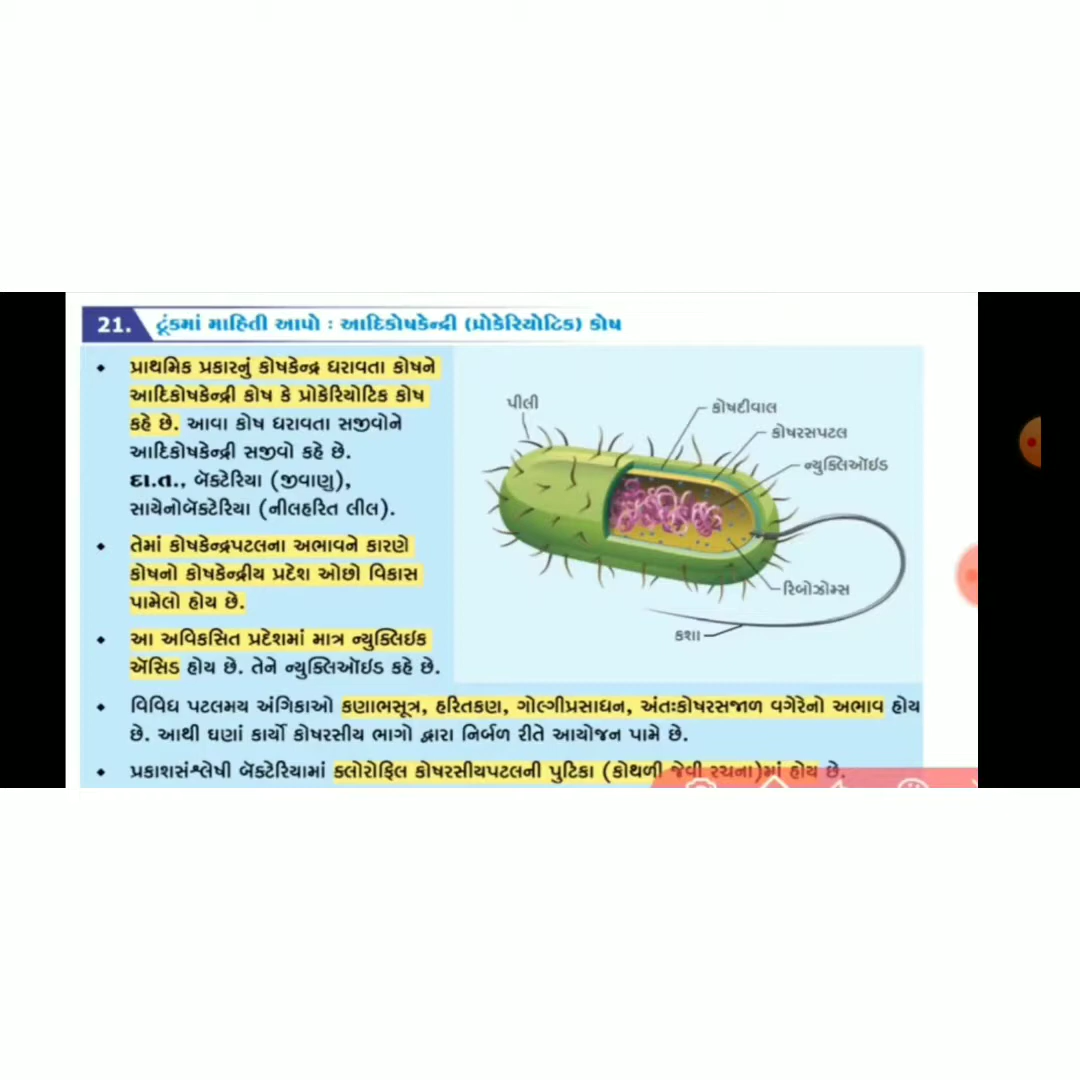 21. ટૂંકમાં માહિતી આપો : આદિકોષકેન્દ્રી (પ્રોકેરિયોટિક) કોષ
• પ્રાથમિક પ્રકારનું કોષકેન્દ્ર ધરાવતા કોષને
આદિકોષકેન્દ્રી કોષ કે પ્રોકેરિયોટિક કોષ
કહે છે. આવા કોષ ધરાવતા સજીવોને
આદિકોષકેન્દ્રી સજીવો કહે છે.
દા.ત., બૅક્ટેરિયા (જીવાણુ),
સાયેનોબૅક્ટેરિયા (નીલહરિત લીલ).
• તેમાં કોષકેન્દ્રપટલના અભાવને કારણે
કોષનો કોષકેન્દ્રીય પ્રદેશ ઓછો વિકાસ
પામેલો હોય છે.
• આ અવિકસિત પ્રદેશમાં માત્ર ન્યુક્લિઇક
ઍસિડ હોય છે. તેને ન્યુક્લિઑઇડ કહે છે.
પીલી
કોષદીવાલ
કોષરસપટલ
ન્યુક્લિઑઇડ
રિબોઝોમ્સ
કશા
• વિવિધ પટલમય અંગિકાઓ કણાભસૂત્ર, હરિતકણ, ગોલ્ગીપ્રસાધન, અંતઃકોષરસજાળ વગેરેનો અભાવ હોય
છે. આથી ઘણાં કાર્યો કોષરસીય ભાગો દ્વારા નિર્બળ રીતે આયોજન પામે છે.
• પ્રકાશસંશ્લેષી બૅક્ટેરિયામાં ક્લોરોફિલ કોષરસીયપટલની પુટિકા (કોથળી જેવી રચના)માં હોય છે.